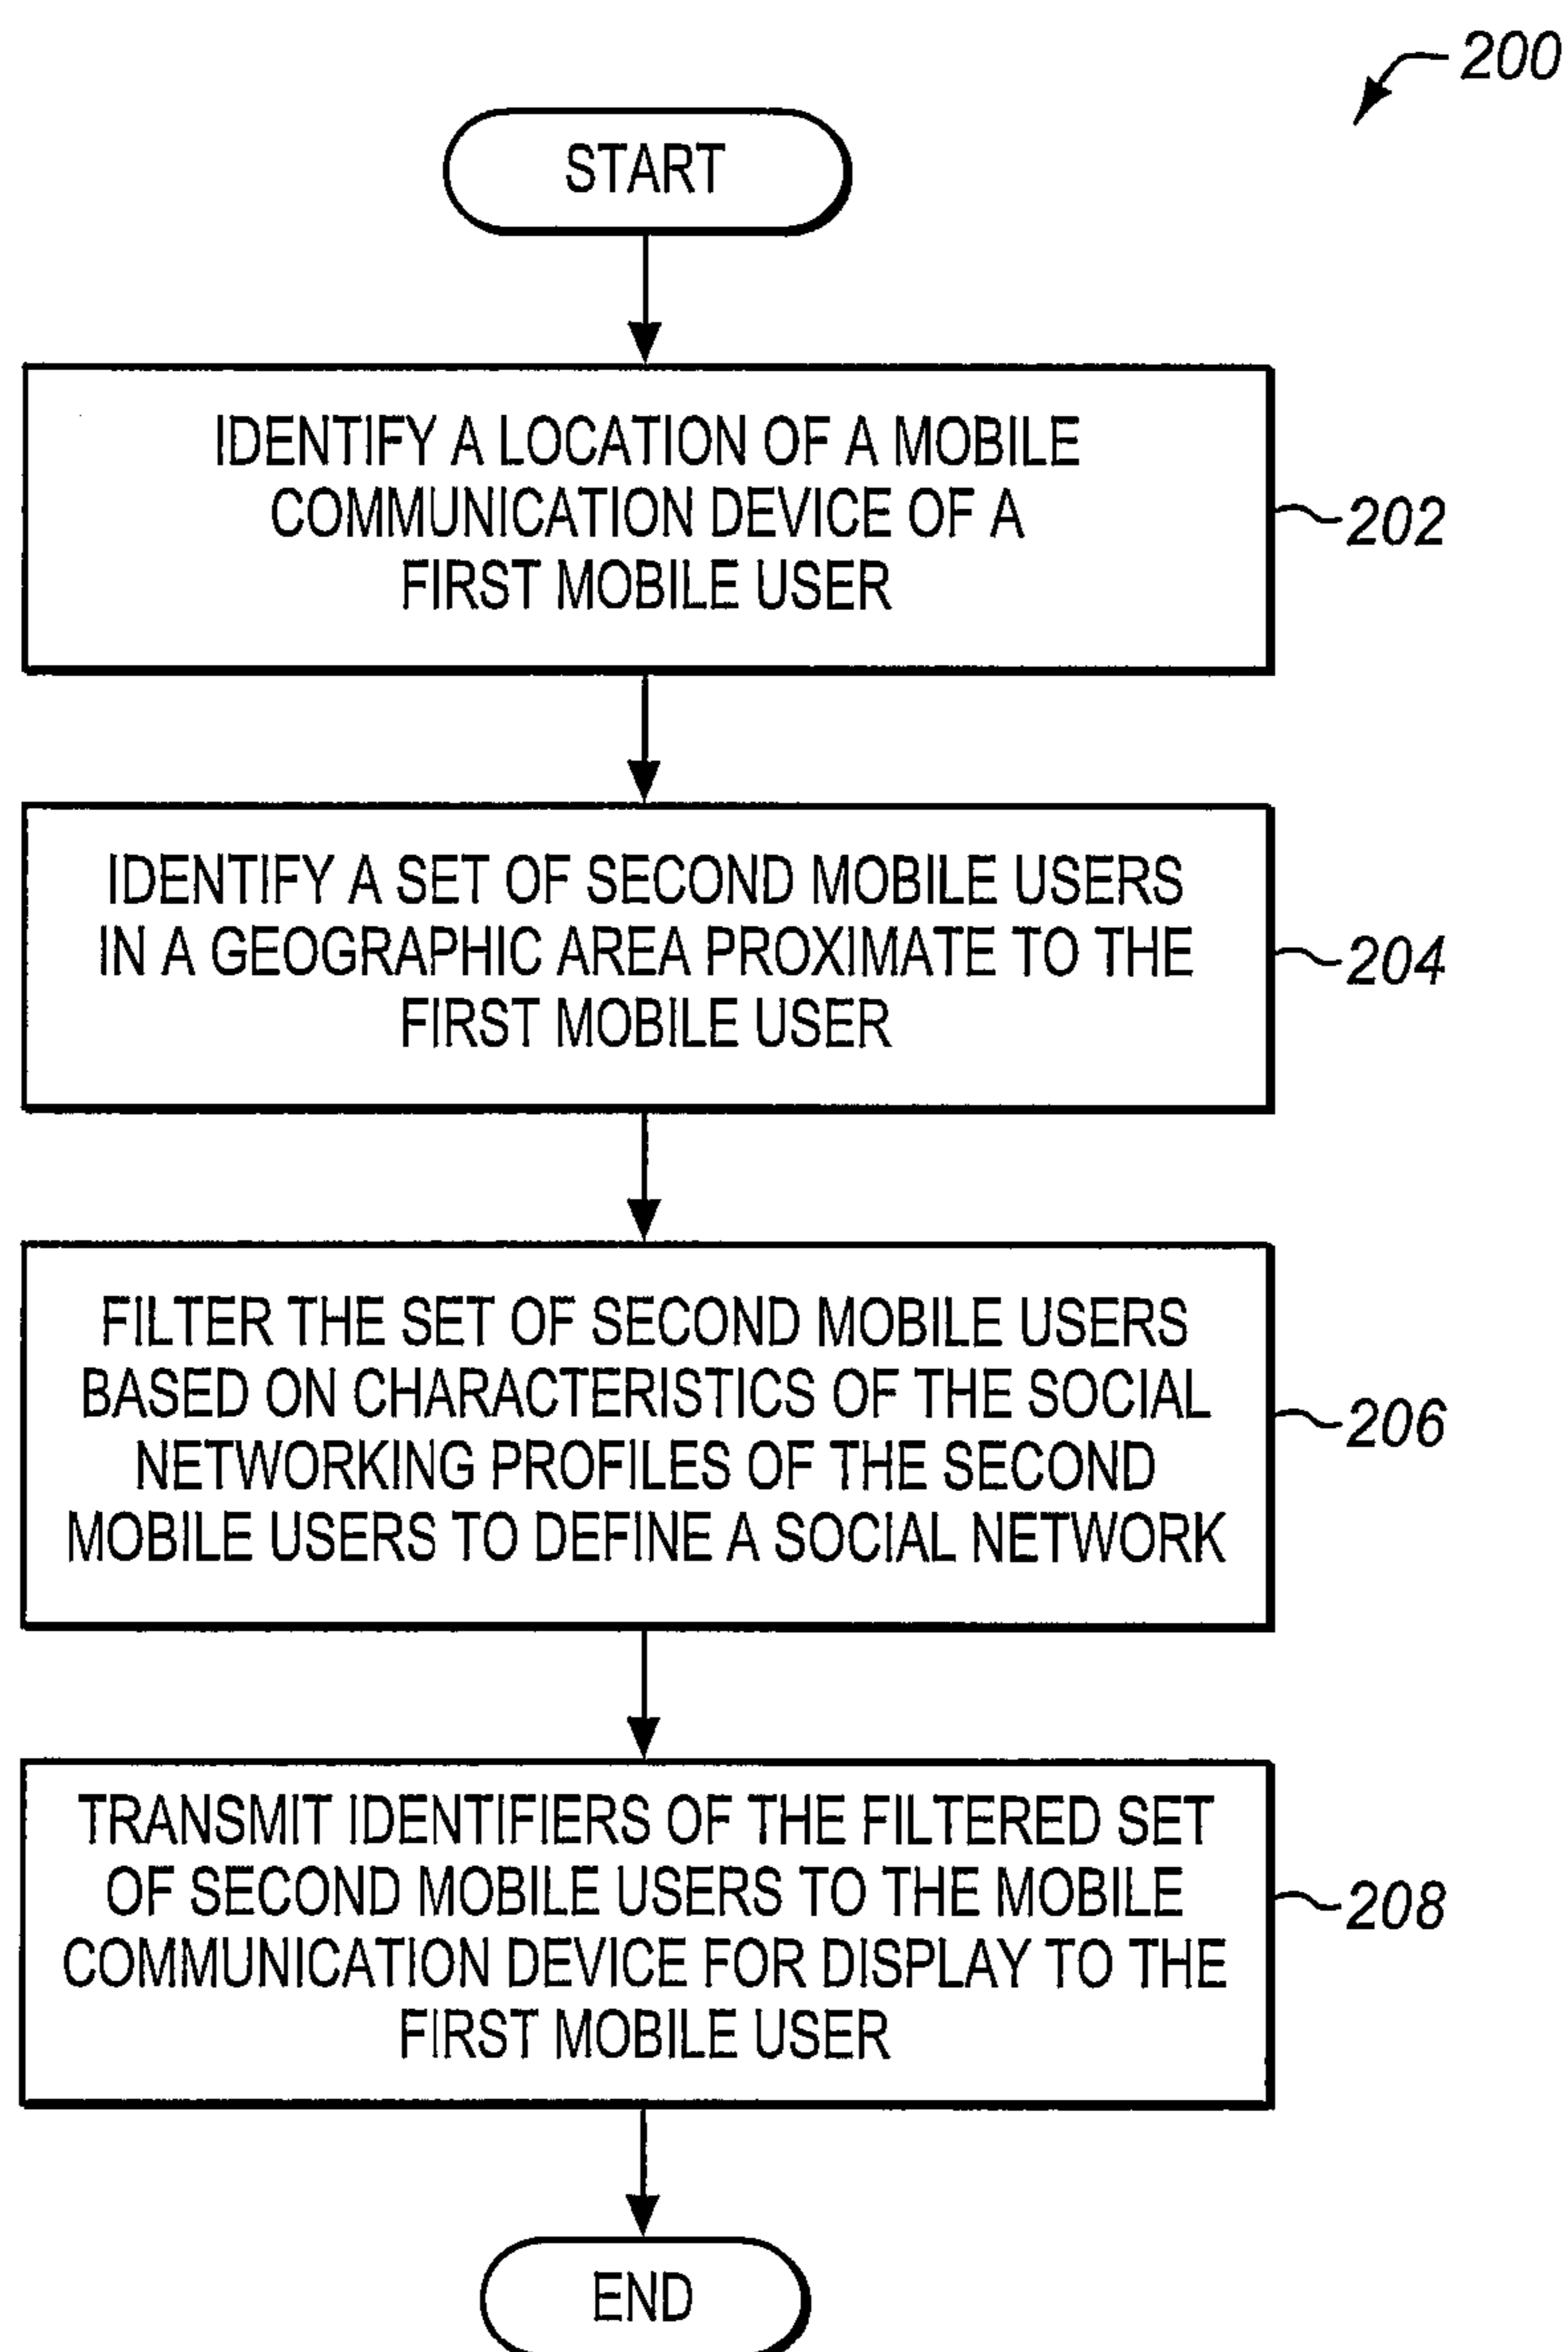 200
START
IDENTIFY A LOCATION OF A MOBILE
COMMUNICATION DEVICE OF A
FIRST MOBILE USER
202
IDENTIFY A SET OF SECOND MOBILE USERS
IN A GEOGRAPHIC AREA PROXIMATE TO THE
FIRST MOBILE USER
204
FILTER THE SET OF SECOND MOBILE USERS
BASED ON CHARACTERISTICS OF THE SOCIAL
NETWORKING PROFILES OF THE SECOND
MOBILE USERS TO DEFINE A SOCIAL NETWORK
206
TRANSMIT IDENTIFIERS OF THE FILTERED SET
OF SECOND MOBILE USERS TO THE MOBILE
COMMUNICATION DEVICE FOR DISPLAY TO THE
FIRST MOBILE USER
208
END